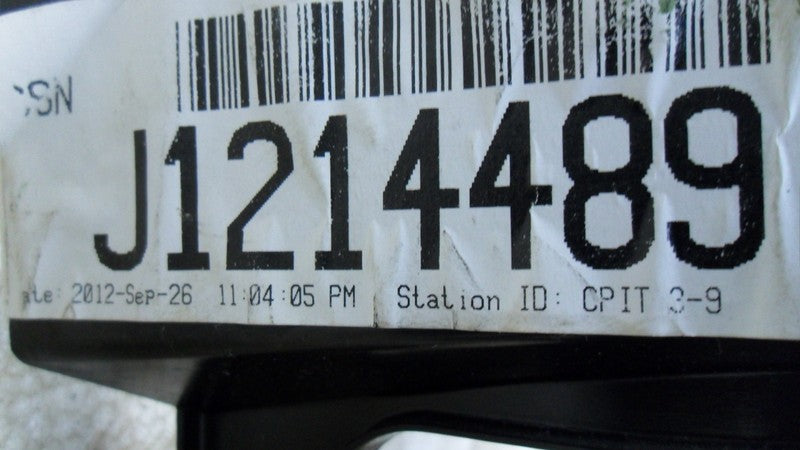 CSN
J1214489
ate: 2012-Sep-26 11:04:05 PM Station ID: CPIT 3-9